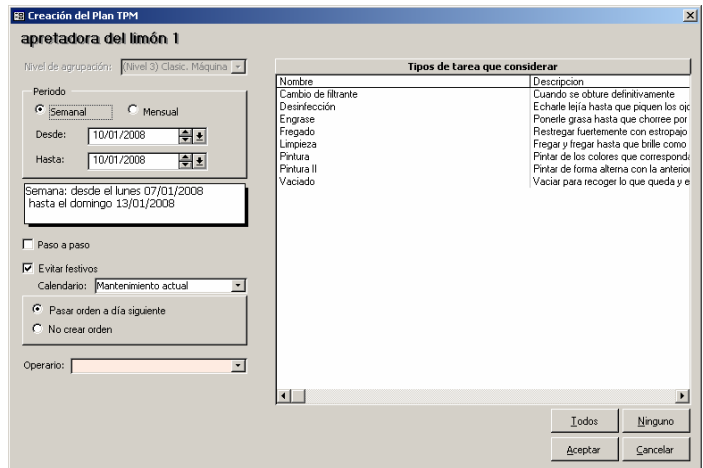 Creación del Plan TPM
apretadora del limón 1
Nivel de agrupación: (Nivel 3) Clasic. Máquina
Periodo
Semanal Mensual
Desde: 10/01/2008
Hasta: 10/01/2008
Semana: desde el lunes 07/01/2008
hasta el domingo 13/01/2008
Paso a paso
Evitar festivos
Calendario: Mantenimiento actual
Pasar orden a día siguiente
No crear orden
Operario:
Tipos de tarea que considerar
Nombre Descripcion
Cambio de filtrante Cuando se obture definitivamente
Desinfección Echarle lejía hasta que piquen los ojo
Engrase Ponerle grasa hasta que chorree por
Fregado Restregar fuertemente con estropajo
Limpieza Fregar y fregar hasta que brille como
Pintura Pintar de los colores que corresponda
Pintura II Pintar de forma alterna con la anterior
Vaciado Vaciar para recoger lo que queda y e
Todos Ninguno
Aceptar Cancelar